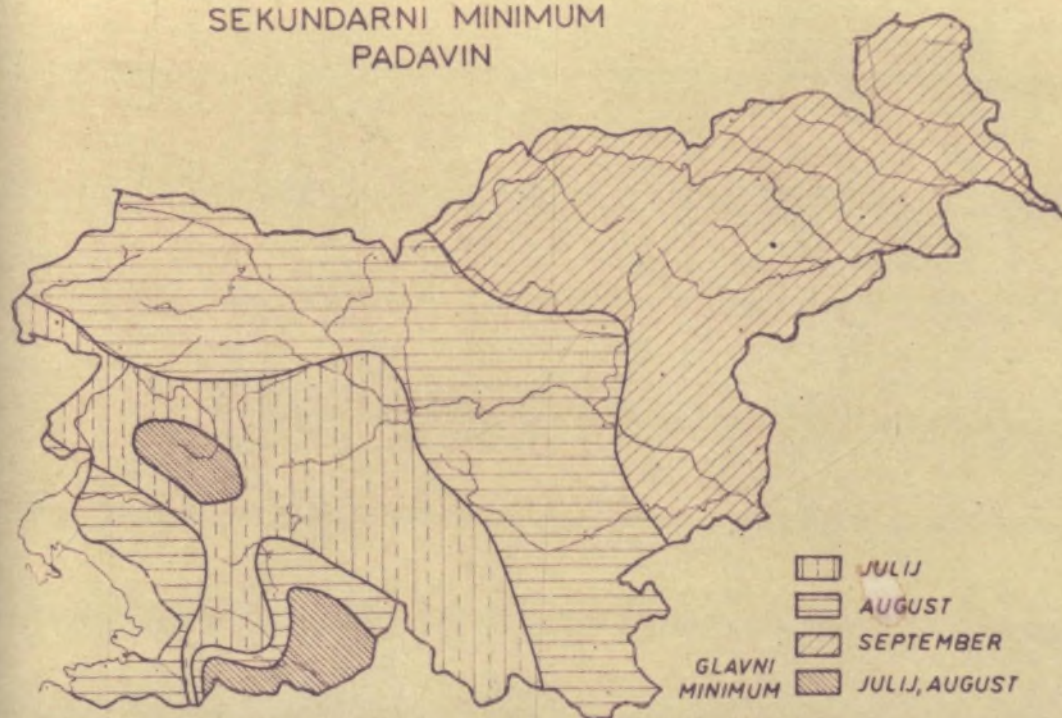 SEKUNDARNI MINIMUM
PADAVIN
JULIJ
AUGUST
SEPTEMBER
GLAVNI
MINIMUM
JULIJ, AUGUST